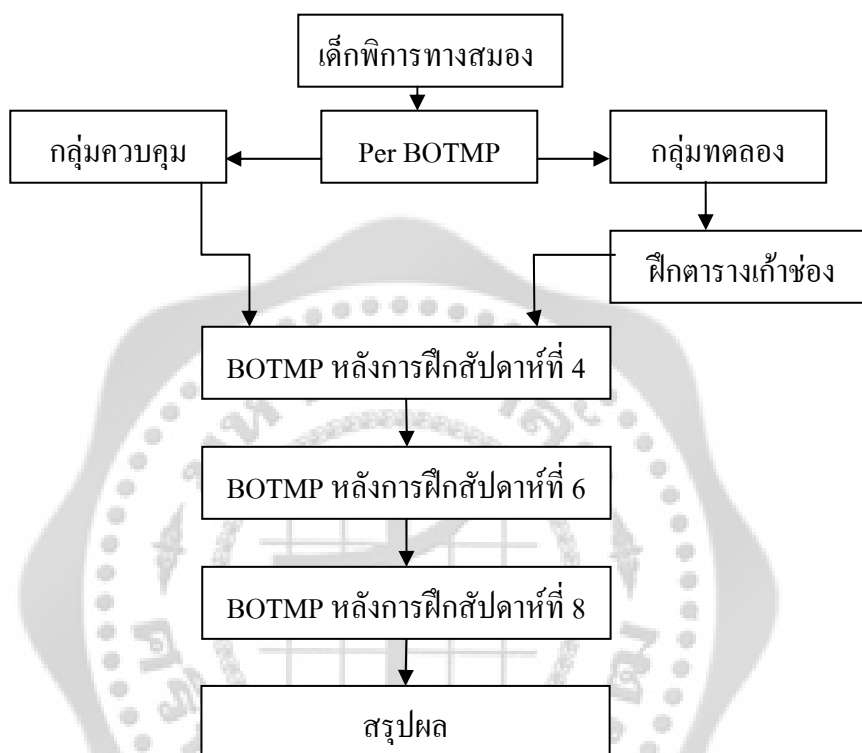 เด็กพิการทางสมอง
กลุ่มควบคุม
Per BOTMP
กลุ่มทดลอง
ฝึกตารางเก้าช่อง
BOTMP หลังการฝึกสัปดาห์ที่ 4
BOTMP หลังการฝึกสัปดาห์ที่ 6
BOTMP หลังการฝึกสัปดาห์ที่ 8
สรุปผล